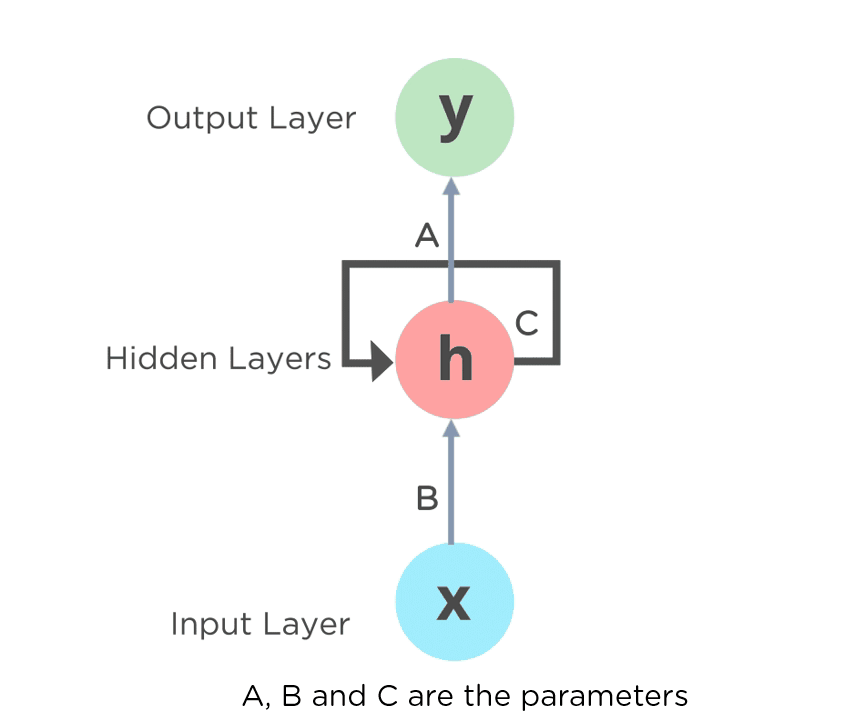 Output Layer
y
A
C
Hidden Layers
h
B
x
Input Layer
A, B and C are the parameters